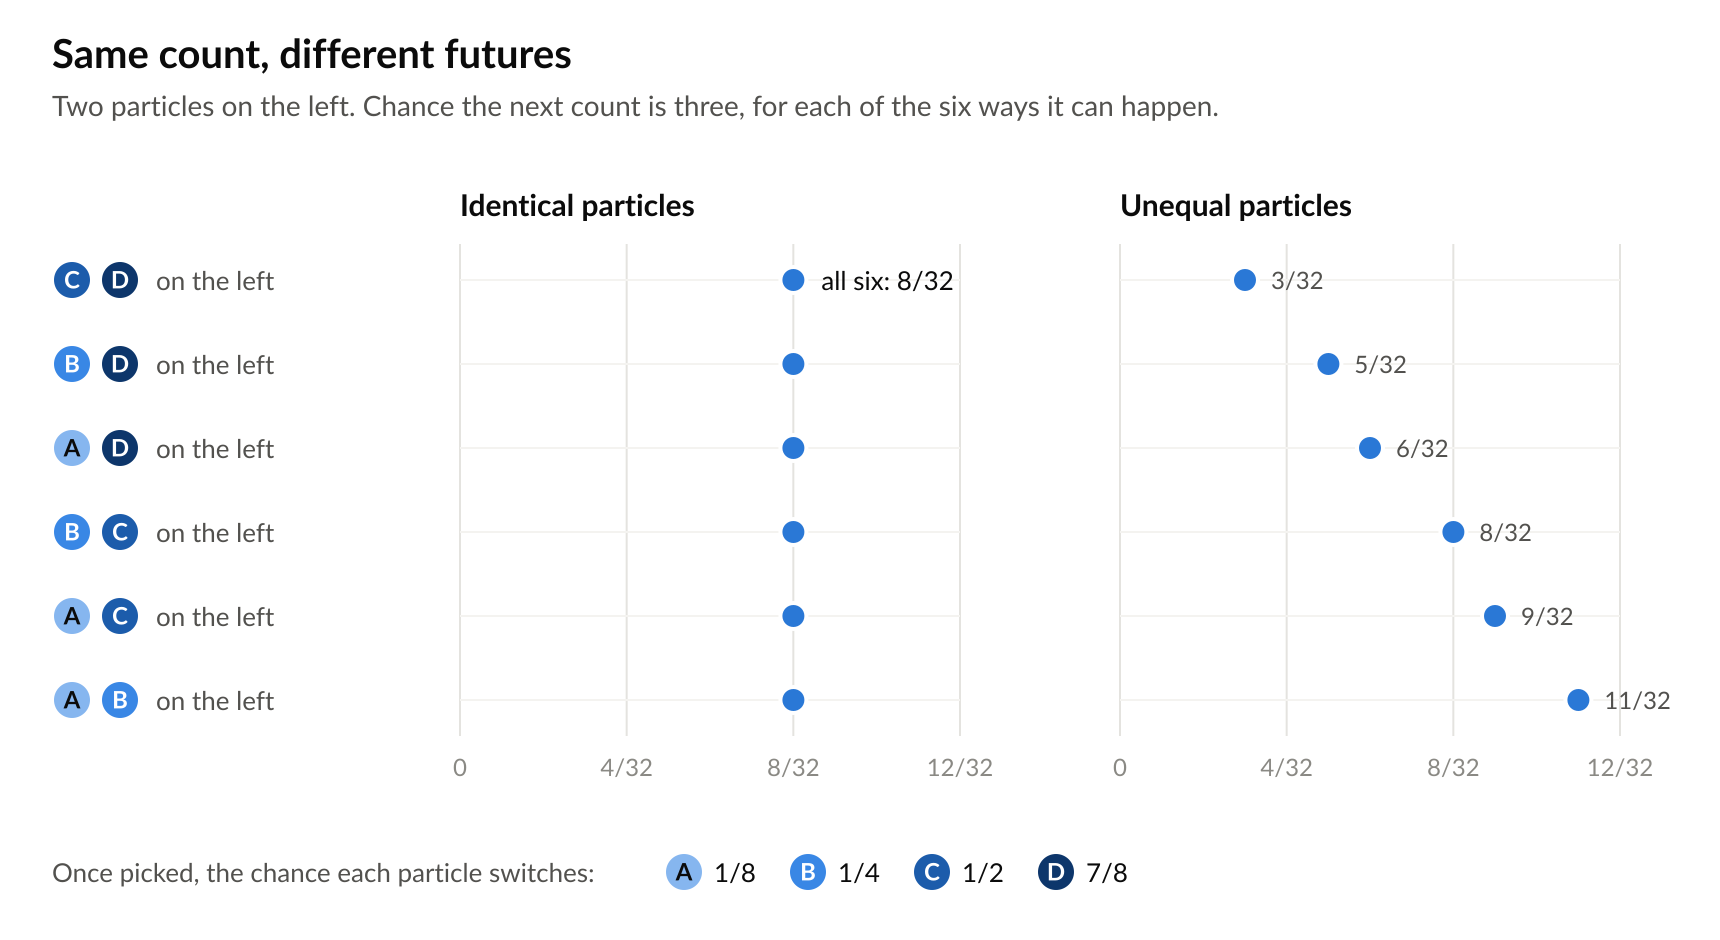 Same count, different futures
Two particles on the left. Chance the next count is three, for each of the six ways it can happen.
Identical particles
Unequal particles
C D on the left
all six: 8/32
3/32
B D on the left
5/32
A D on the left
6/32
B C on the left
8/32
A C on the left
9/32
A B on the left
11/32
0 4/32 8/32 12/32
0 4/32 8/32 12/32
Once picked, the chance each particle switches: A 1/8 B 1/4 C 1/2 D 7/8